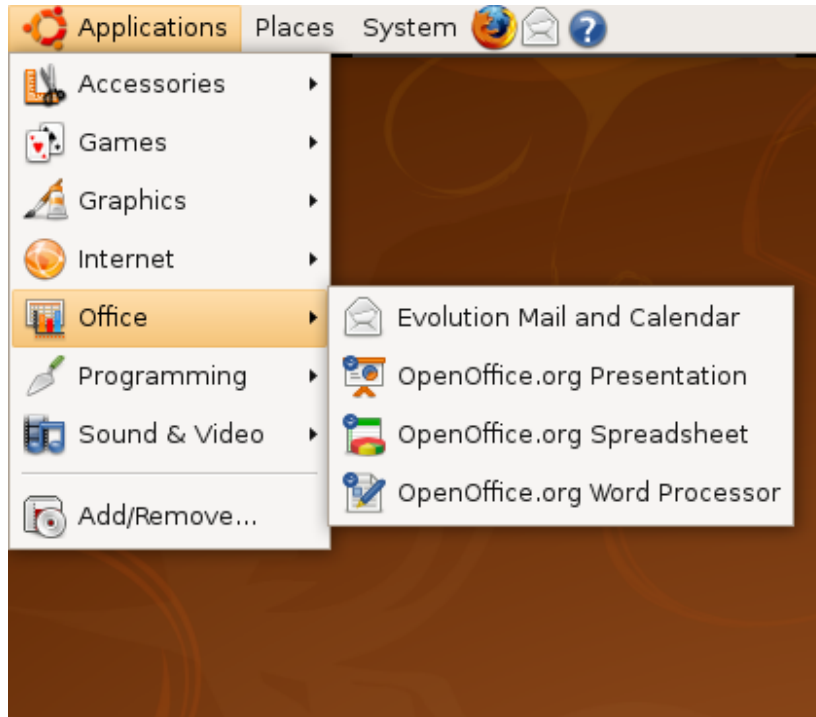 Applications Places System
Accessories
Games
Graphics
Internet
Office
Evolution Mail and Calendar
Programming
OpenOffice.org Presentation
Sound & Video
OpenOffice.org Spreadsheet
OpenOffice.org Word Processor
Add/Remove...